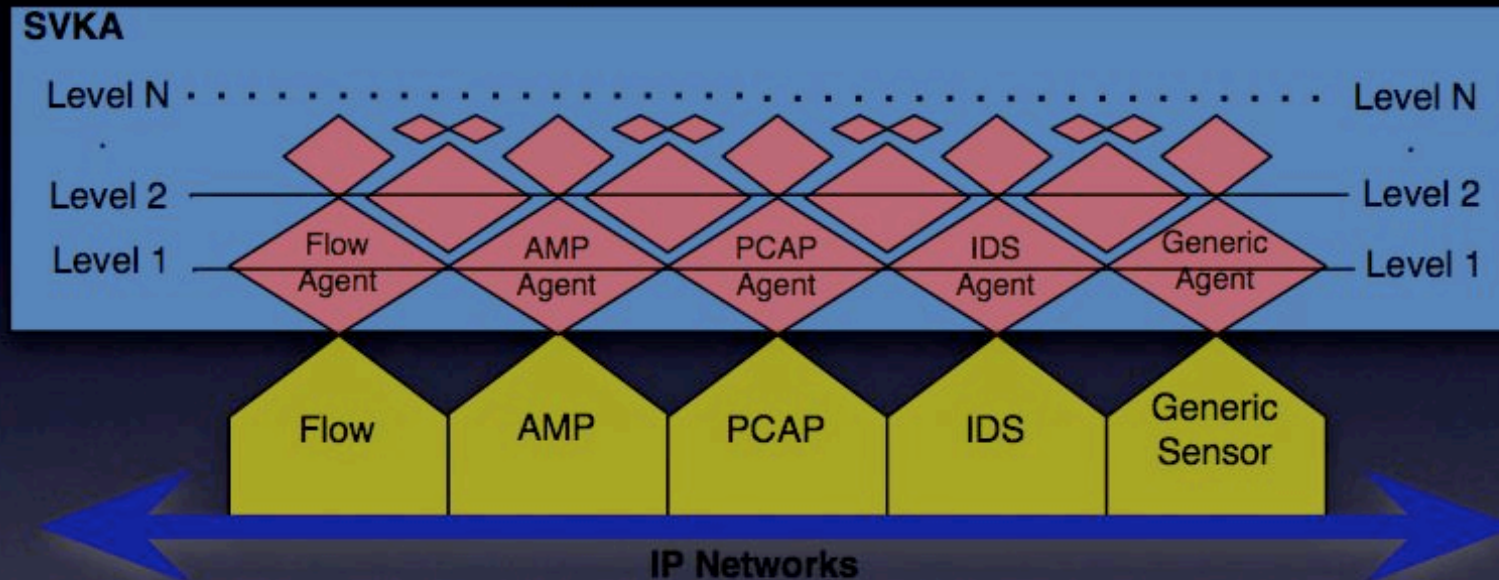 SVKA
Level N
Level N
Level 2
Level 2
Level 1
Level 1
Flow
Agent
AMP
Agent
PCAP
Agent
IDS
Agent
Generic
Agent
Flow
AMP
PCAP
IDS
Generic
Sensor
IP Networks